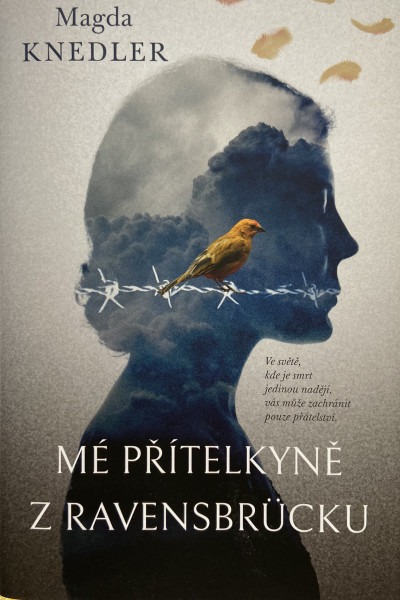 Magda
KNEDLER
Ve světě,
kde je smrt
jedinou nadějí,
vás může zachránit
pouze přátelství.
MÉ PŘÍTELKYNĚ
Z RAVENSBRÜCKU